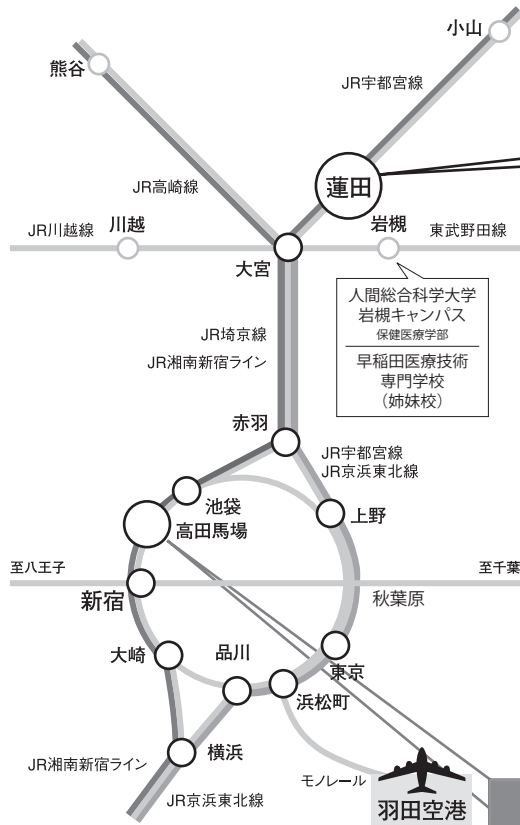 小山
熊谷
JR宇都宮線
JR高崎線
蓮田
JR川越線
川越
岩槻
東武野田線
大宮
人間総合科学大学
岩槻キャンパス
保健医療学部
早稲田医療技術
専門学校
(姉妹校)
JR埼京線
JR湘南新宿ライン
赤羽
JR宇都宮線
JR京浜東北線
池袋
高田馬場
上野
至八王子
至千葉
新宿
秋葉原
大崎
品川
東京
浜松町
横浜
JR湘南新宿ライン
モノレール
JR京浜東北線
羽田空港